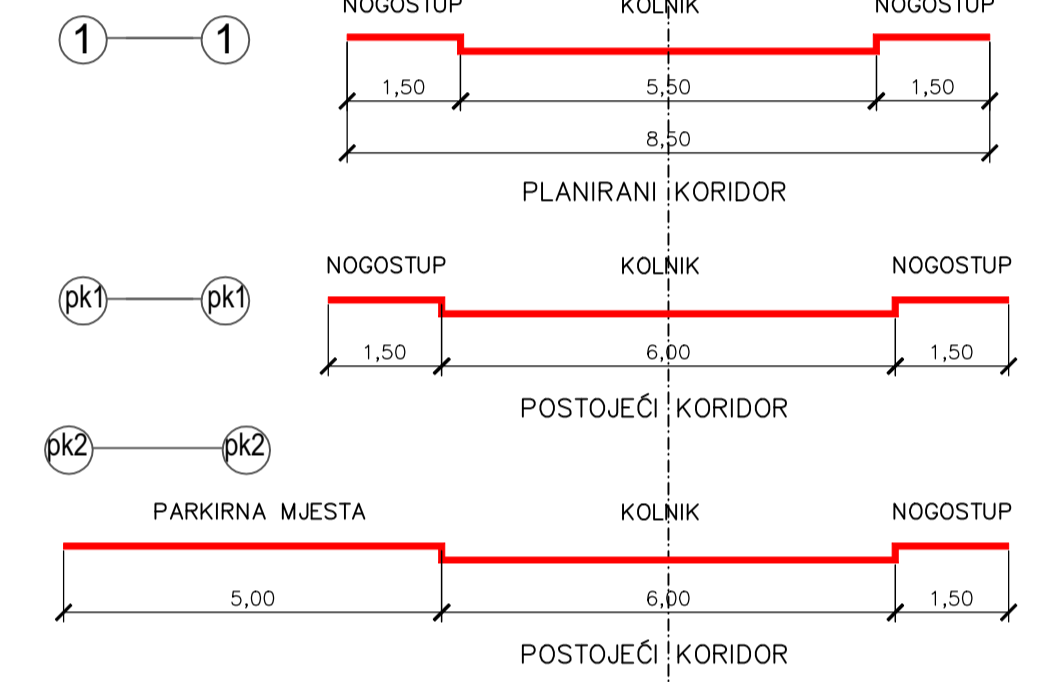 NOGOSTUP KOLNIK NOGOSTUP
1 1
1,50 5,50 1,50
8,50
PLANIRANI KORIDOR
NOGOSTUP KOLNIK NOGOSTUP
pk1 pk1
1,50 6,00 1,50
POSTOJEĆI KORIDOR
pk2 pk2
PARKIRNA MJESTA KOLNIK NOGOSTUP
5,00 6,00 1,50
POSTOJEĆI KORIDOR